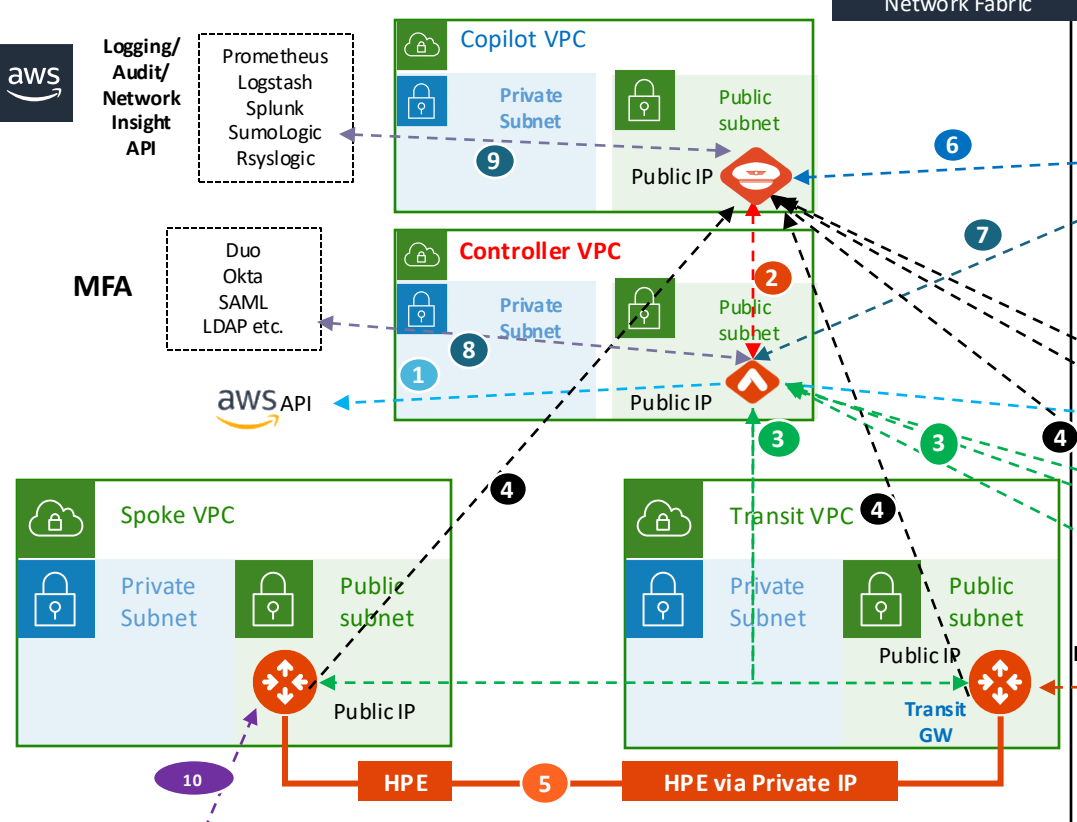 Network Fabric
aws
Logging/
Audit/
Network
Insight
API
Prometheus
Logstash
Splunk
SumoLogic
Rsyslogic
Copilot VPC
Private
Subnet
Public
subnet
Public IP
9
6
7
MFA
Duo
Okta
SAML
LDAP etc.
Controller VPC
Private
Subnet
Public
subnet
2
8
1
Public IP
aws API
3
3
4
4
4
Spoke VPC
Private
Subnet
Public
subnet
Public IP
Transit VPC
Private
Subnet
Public
subnet
Public IP
Transit
GW
10
HPE
5
HPE via Private IP